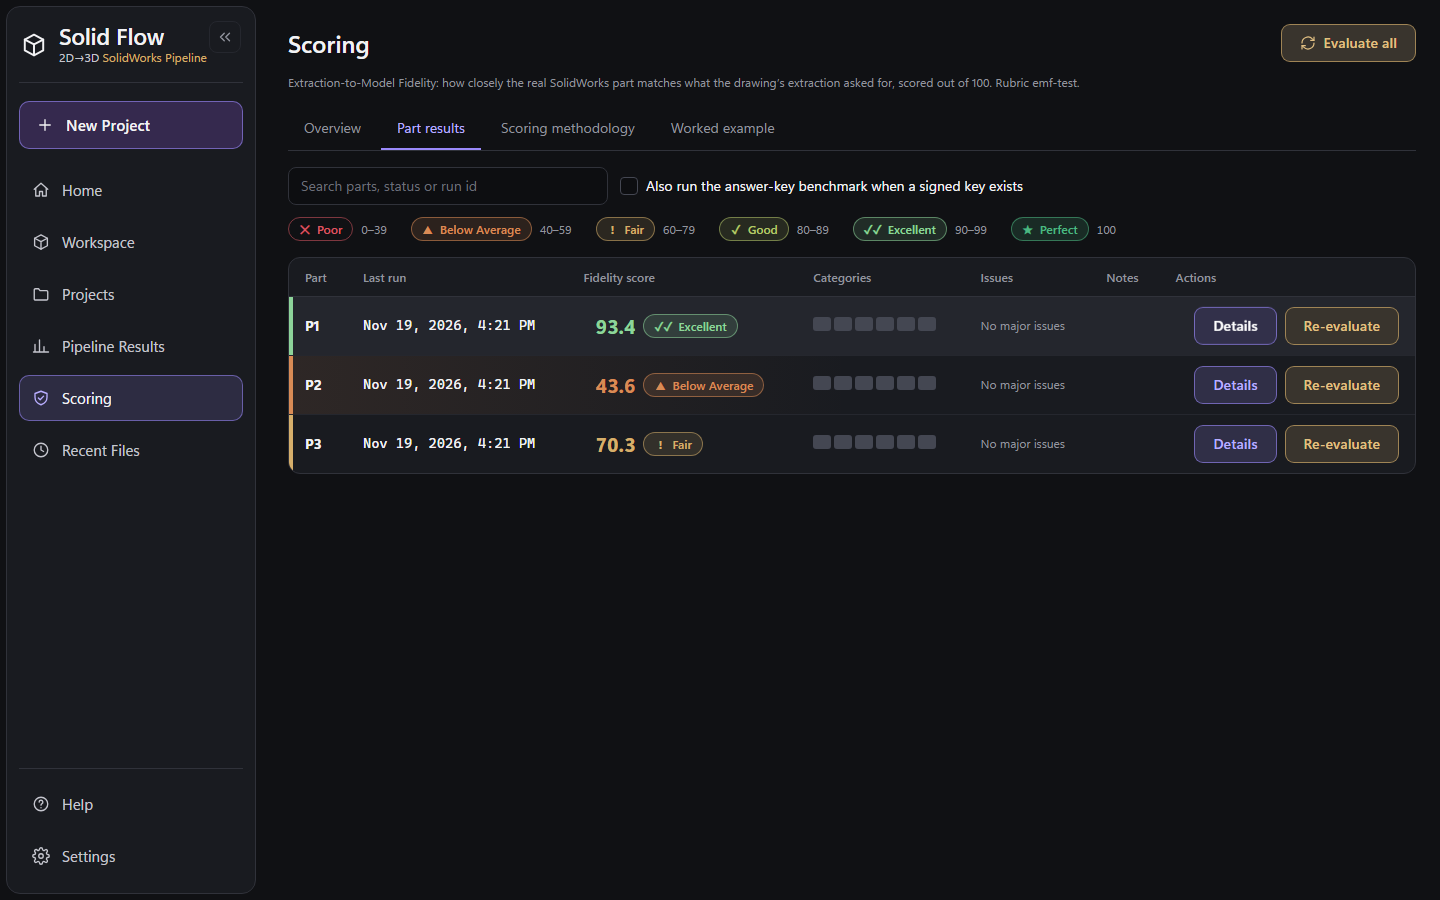 Solid Flow
2D→3D SolidWorks Pipeline
New Project
Home
Workspace
Projects
Pipeline Results
Scoring
Recent Files
Help
Settings
Scoring
Evaluate all
Extraction-to-Model Fidelity: how closely the real SolidWorks part matches what the drawing's extraction asked for, scored out of 100. Rubric emf-test.
Overview Part results Scoring methodology Worked example
Search parts, status or run id
Also run the answer-key benchmark when a signed key exists
Poor 0–39 Below Average 40–59 Fair 60–79 Good 80–89 Excellent 90–99 Perfect 100
Part Last run Fidelity score Categories Issues Notes Actions
P1 Nov 19, 2026, 4:21 PM 93.4 Excellent No major issues Details Re-evaluate
P2 Nov 19, 2026, 4:21 PM 43.6 Below Average No major issues Details Re-evaluate
P3 Nov 19, 2026, 4:21 PM 70.3 Fair No major issues Details Re-evaluate